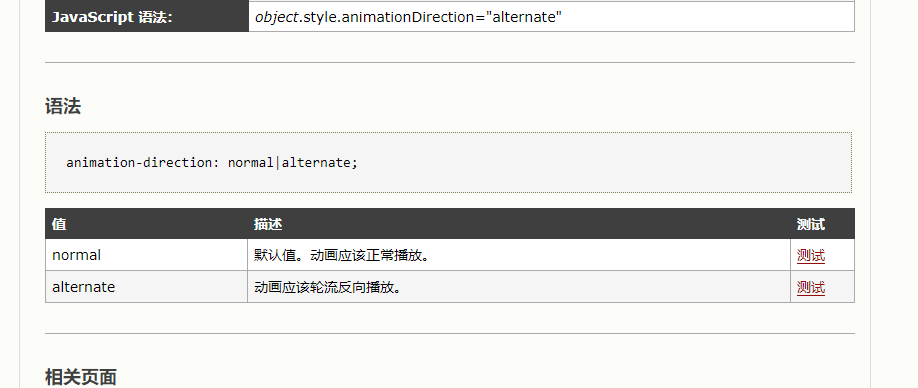 JavaScript 语法： object.style.animationDirection="alternate"
语法
animation-direction: normal|alternate;
值 描述 测试
normal 默认值。动画应该正常播放。 测试
alternate 动画应该轮流反向播放。 测试
相关页面